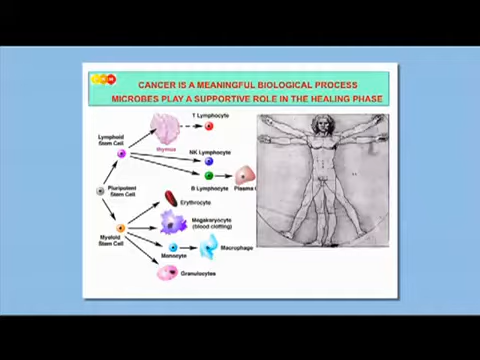 CANCER IS A MEANINGFUL BIOLOGICAL PROCESS
MICROBES PLAY A SUPPORTIVE ROLE IN THE HEALING PHASE
T Lymphocyte
Lymphoid
Stem Cell
thymus
NK Lymphocyte
Pluripotent
Stem Cell
B Lymphocyte
Plasma
Erythrocyte
Megakaryocyte
(blood clotting)
Myeloid
Stem Cell
Monocyte
Macrophage
Granulocytes